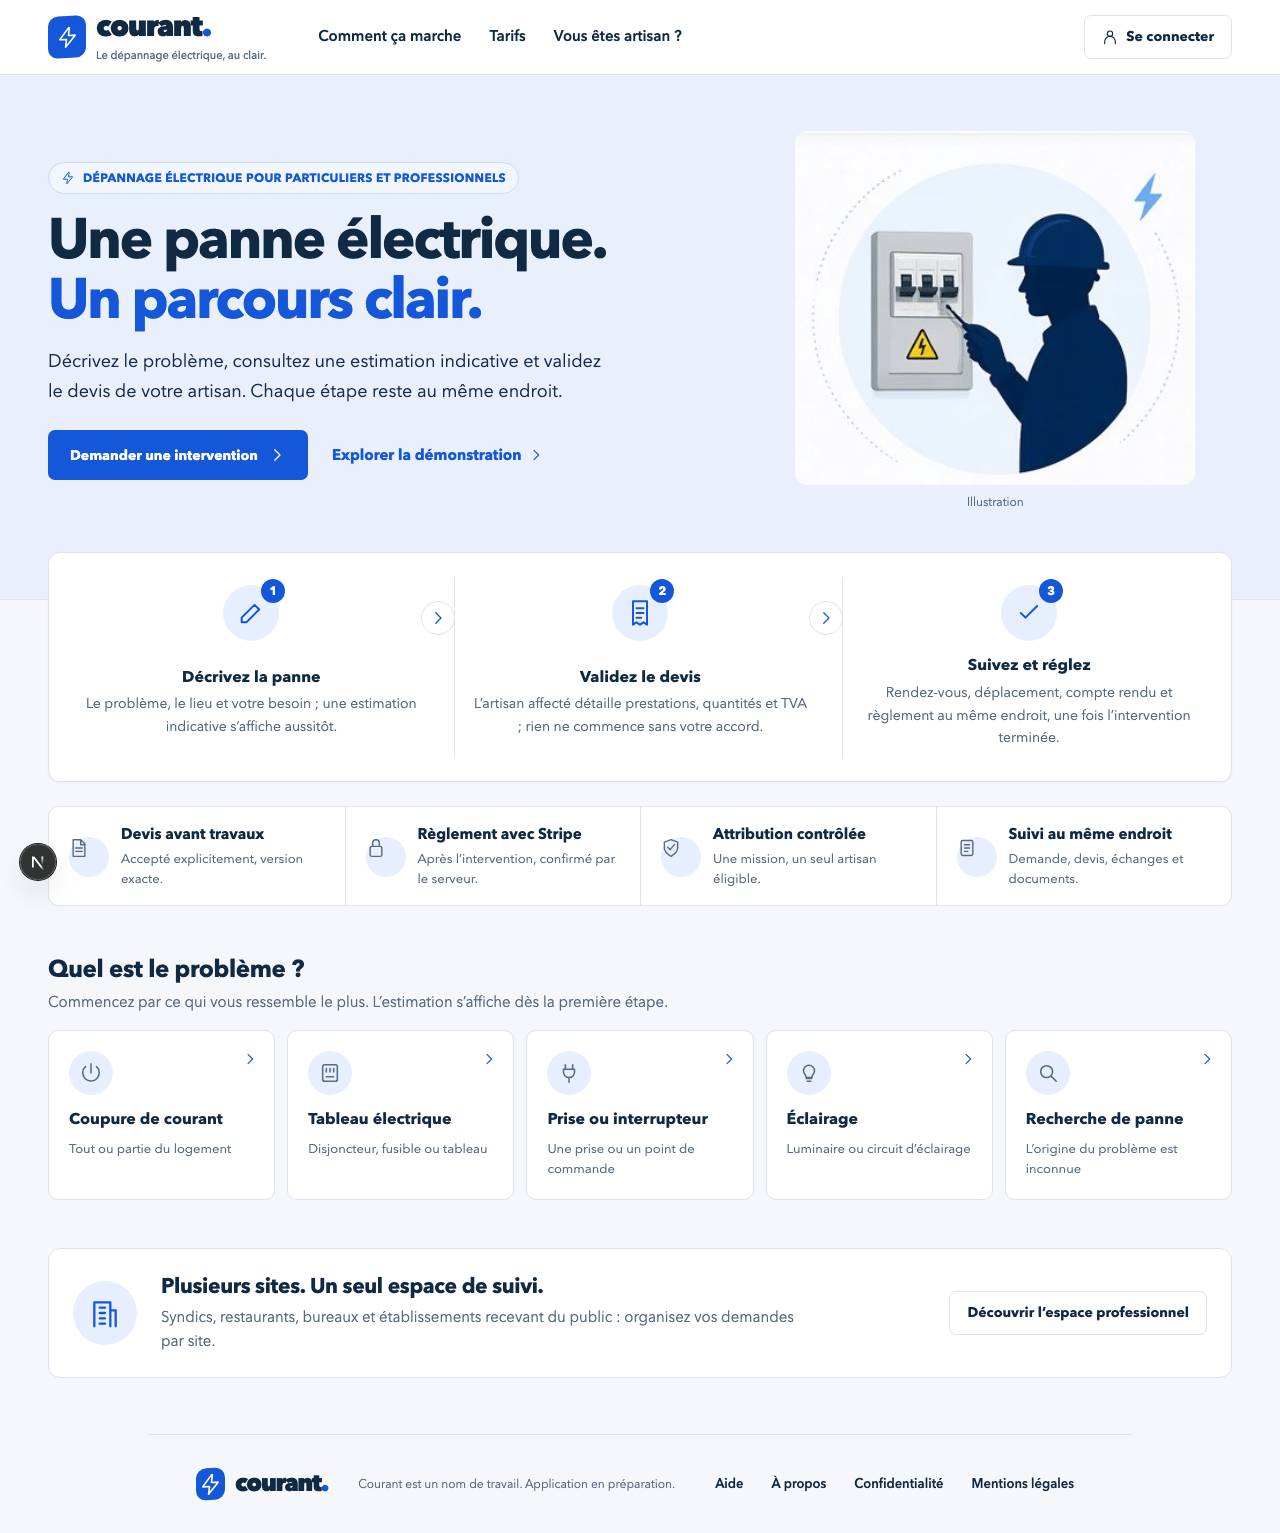 courant.
Le dépannage électrique, au clair.
Comment ça marche
Tarifs
Vous êtes artisan ?
Se connecter
DÉPANNAGE ÉLECTRIQUE POUR PARTICULIERS ET PROFESSIONNELS
Une panne électrique.
Un parcours clair.
Décrivez le problème, consultez une estimation indicative et validez
le devis de votre artisan. Chaque étape reste au même endroit.
Demander une intervention
Explorer la démonstration
Illustration
1
Décrivez la panne
Le problème, le lieu et votre besoin ; une estimation
indicative s’affiche aussitôt.
2
Validez le devis
L’artisan affecté détaille prestations, quantités et TVA
; rien ne commence sans votre accord.
3
Suivez et réglez
Rendez-vous, déplacement, compte rendu et
règlement au même endroit, une fois l’intervention
terminée.
N
Devis avant travaux
Accepté explicitement, version
exacte.
Règlement avec Stripe
Après l’intervention, confirmé par
le serveur.
Attribution contrôlée
Une mission, un seul artisan
éligible.
Suivi au même endroit
Demande, devis, échanges et
documents.
Quel est le problème ?
Commencez par ce qui vous ressemble le plus. L’estimation s’affiche dès la première étape.
Coupure de courant
Tout ou partie du logement
Tableau électrique
Disjoncteur, fusible ou tableau
Prise ou interrupteur
Une prise ou un point de
commande
Éclairage
Luminaire ou circuit d’éclairage
Recherche de panne
L’origine du problème est
inconnue
Plusieurs sites. Un seul espace de suivi.
Syndics, restaurants, bureaux et établissements recevant du public : organisez vos demandes
par site.
Découvrir l’espace professionnel
courant.
Courant est un nom de travail. Application en préparation.
Aide
À propos
Confidentialité
Mentions légales